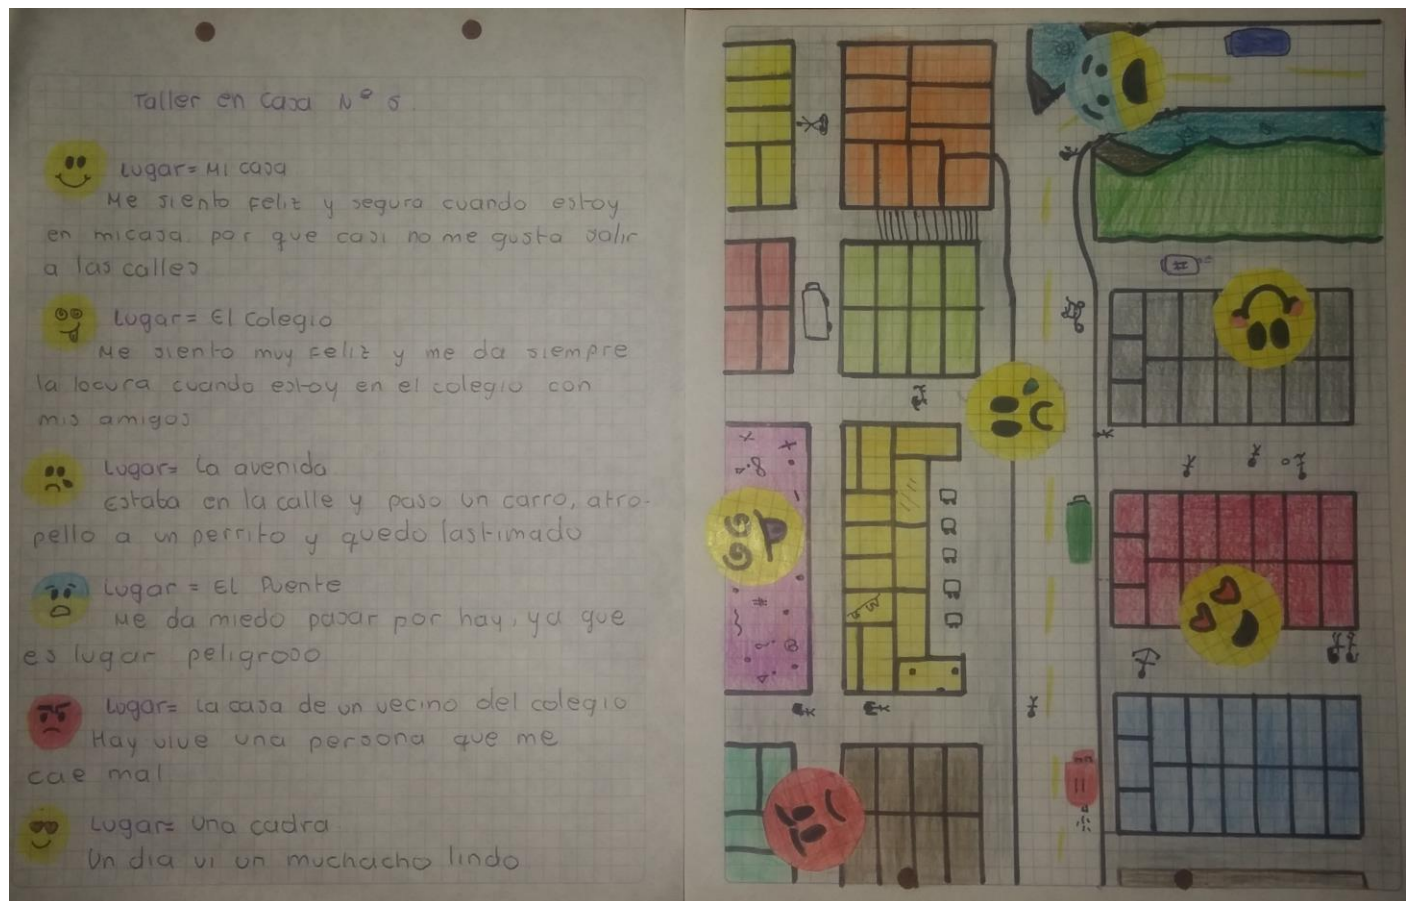 Taller en casa Nº 5
Lugar= Mi casa
Me siento Feliz y segura cuando estoy
en micasa. por que casi no me gusta salir
a las calles
Lugar= El colegio
Me siento muy Feliz y me da siempre
la locura cuando estoy en el colegio con
mis amigos
Lugar= La avenida
Estaba en la calle y paso un carro, atro-
pello a un perrito y quedo lastimado
Lugar = El Puente
Me da miedo pasar por hay, ya que
es lugar peligroso
Lugar= La casa de un vecino del colegio
Hay vive una persona que me
cae mal
Lugar= Una cadra
Un dia vi un muchacho lindo